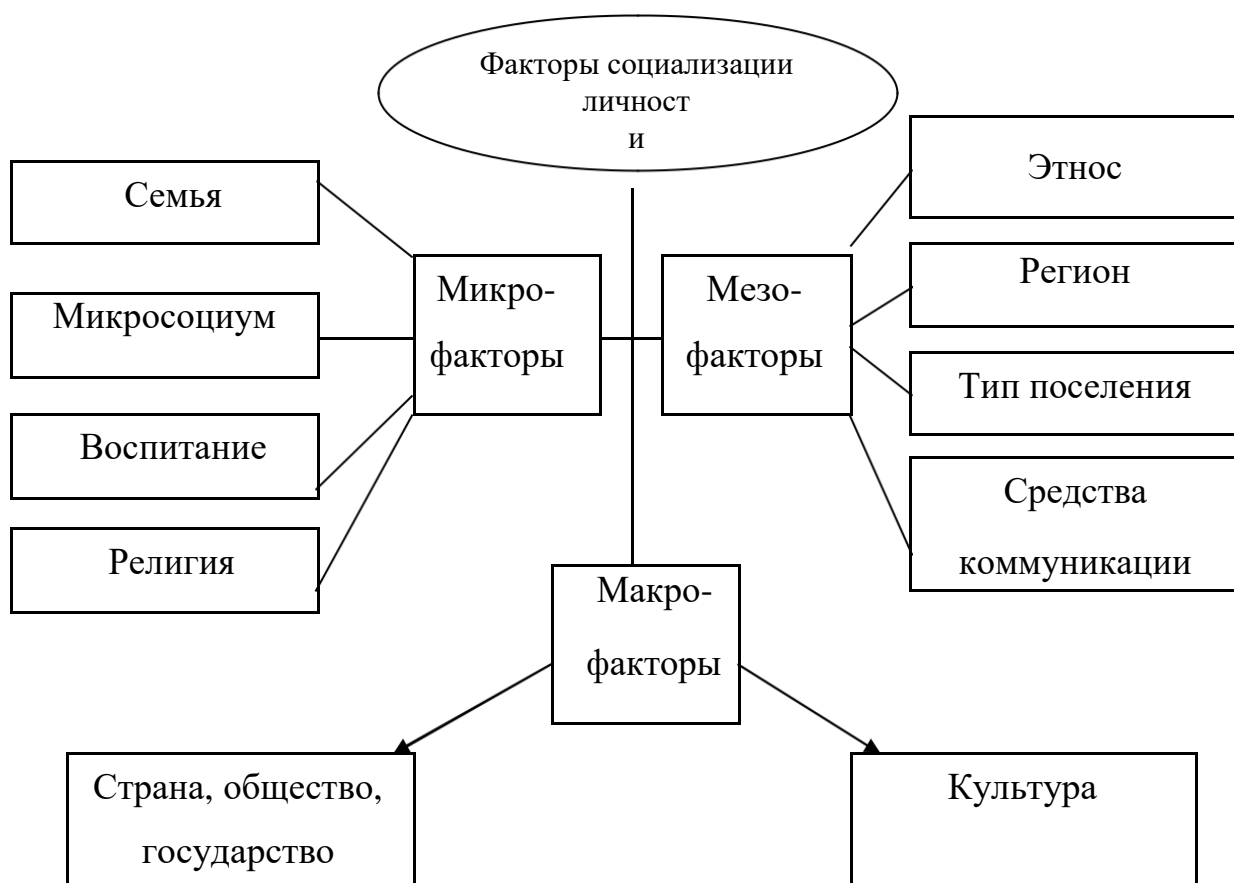 Факторы социализации
личност
и
Семья
Микросоциум
Воспитание
Религия
Микро-
факторы
Мезо-
факторы
Этнос
Регион
Тип поселения
Средства
коммуникации
Макро-
факторы
Страна, общество,
государство
Культура